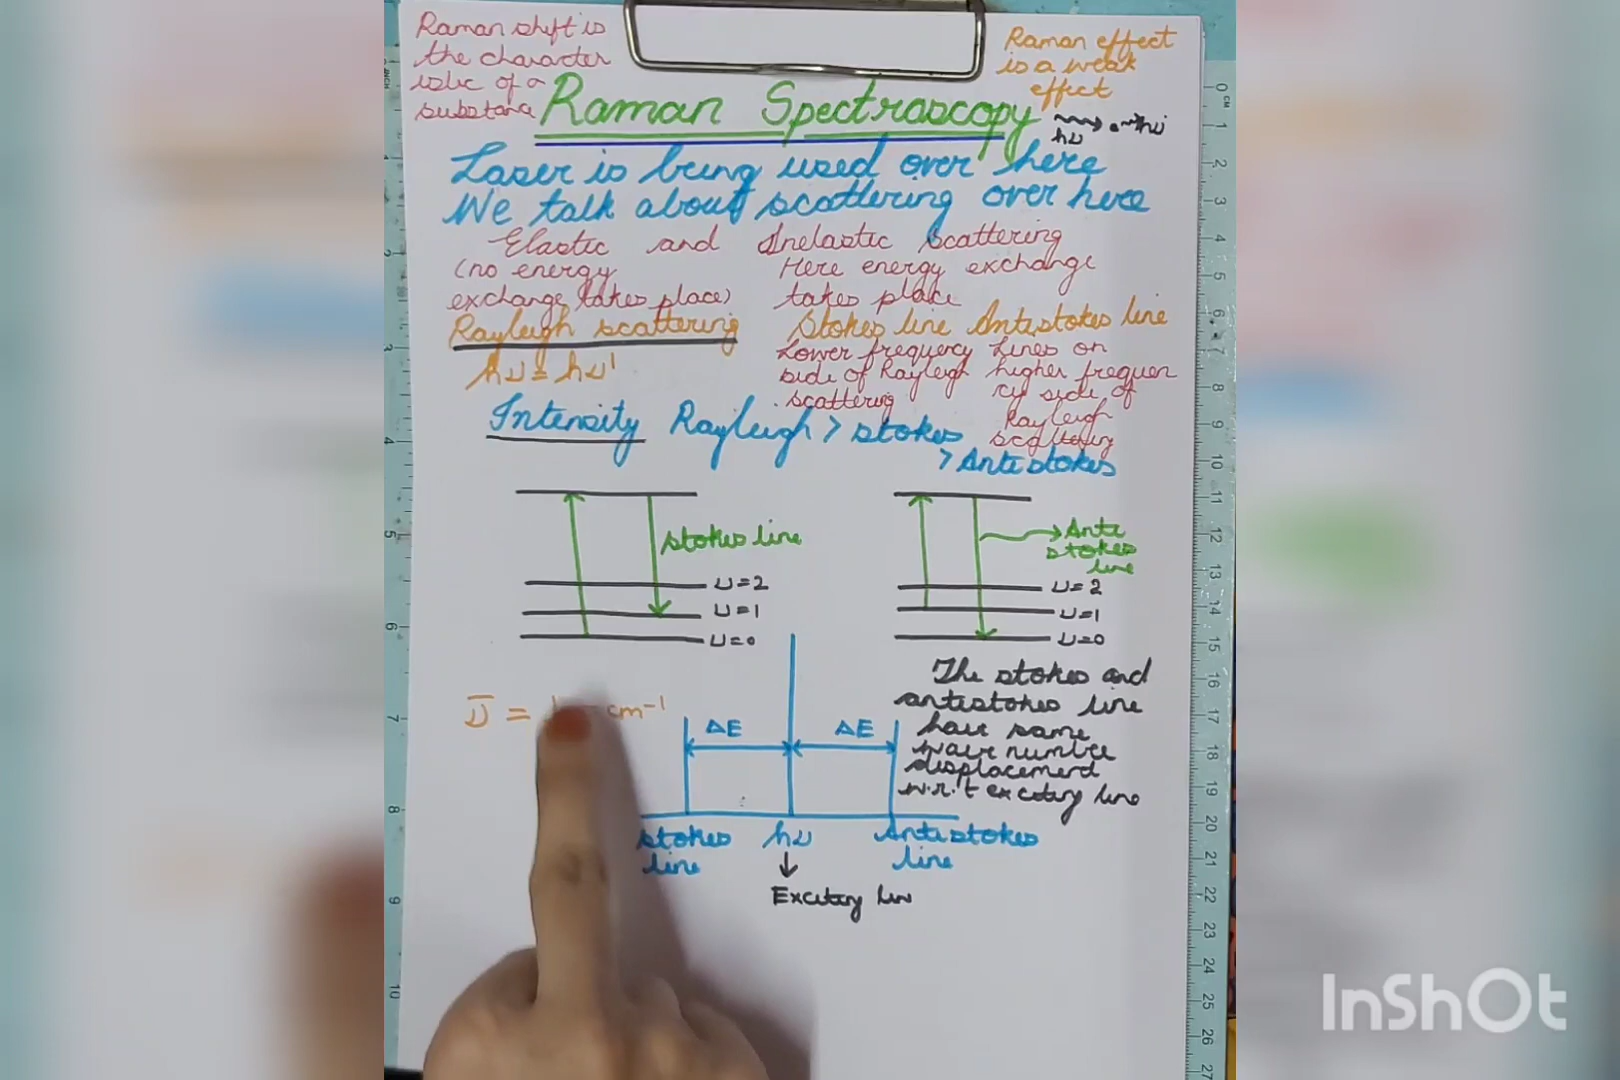 Raman shift is
the character
istic of a
substance
Raman effect
is a weak
effect
Raman Spectroscopy
hν hν'
Laser is being used over here
We talk about scattering over here
Elastic and Inelastic scattering
(no energy
exchange takes place)
Here energy exchange
takes place
Rayleigh scattering
hν = hν'
Stokes line Antistokes line
Lower frequency
side of Rayleigh
scattering
Lines on
higher frequen
cy side of
Rayleigh
scattering
Intensity Rayleigh > stokes
> Antistokes
stokes line
ν=2
ν=1
ν=0
Anti
stokes
line
ν=2
ν=1
ν=0
ν̅ = cm⁻¹
ΔE ΔE
stokes
line
hν
Antistokes
line
Exciting
The stokes and
antistokes line
have same
wave number
displacement
w.r.t exciting line
InShOt